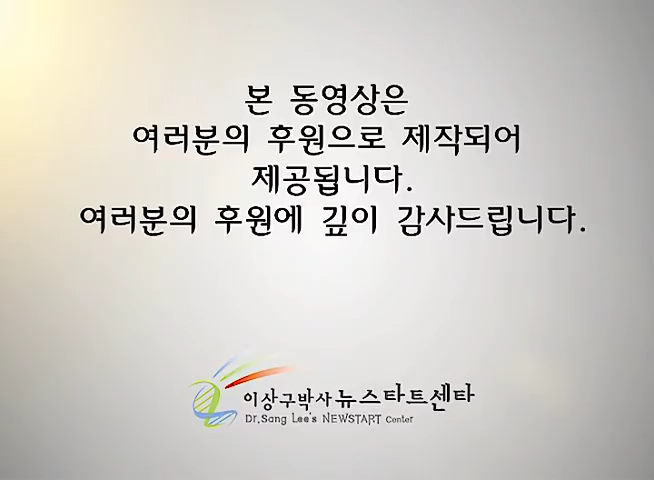 본 동영상은
여러분의 후원으로 제작되어
제공됩니다.
여러분의 후원에 깊이 감사드립니다.
이상구박사 뉴스타트센타
Dr.Sang Lee's NEWSTART Center